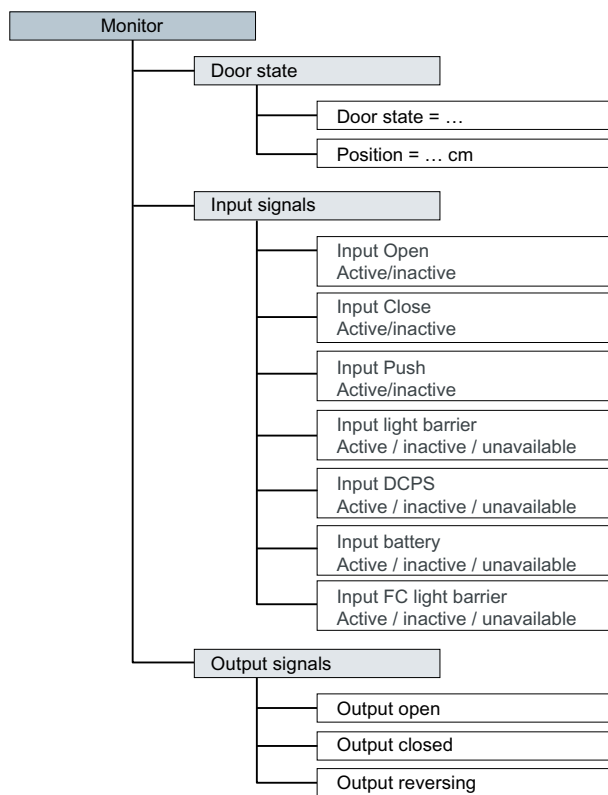 Monitor
Door state
Door state = …
Position = … cm
Input signals
Input Open
Active/inactive
Input Close
Active/inactive
Input Push
Active/inactive
Input light barrier
Active / inactive / unavailable
Input DCPS
Active / inactive / unavailable
Input battery
Active / inactive / unavailable
Input FC light barrier
Active / inactive / unavailable
Output signals
Output open
Output closed
Output reversing